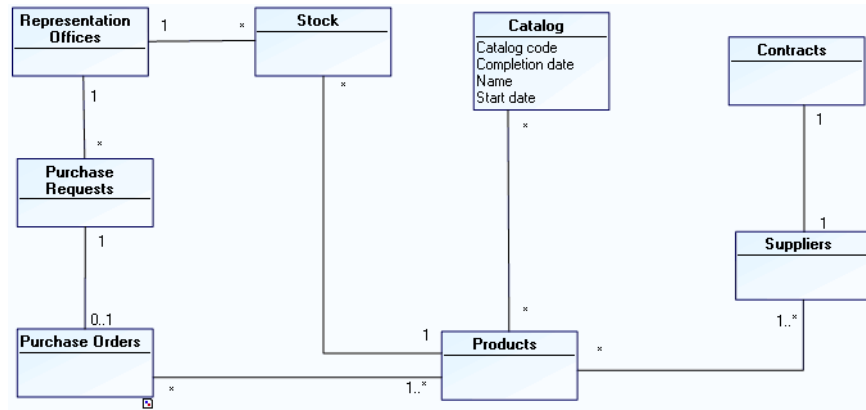 Representation
Offices
1
*
Stock
Catalog
Catalog code
Completion date
Name
Start date
Contracts
1
*
*
1
*
Purchase
Requests
1
1
Suppliers
0..1
Purchase Orders
*
1..*
1
Products
*
*
1..*